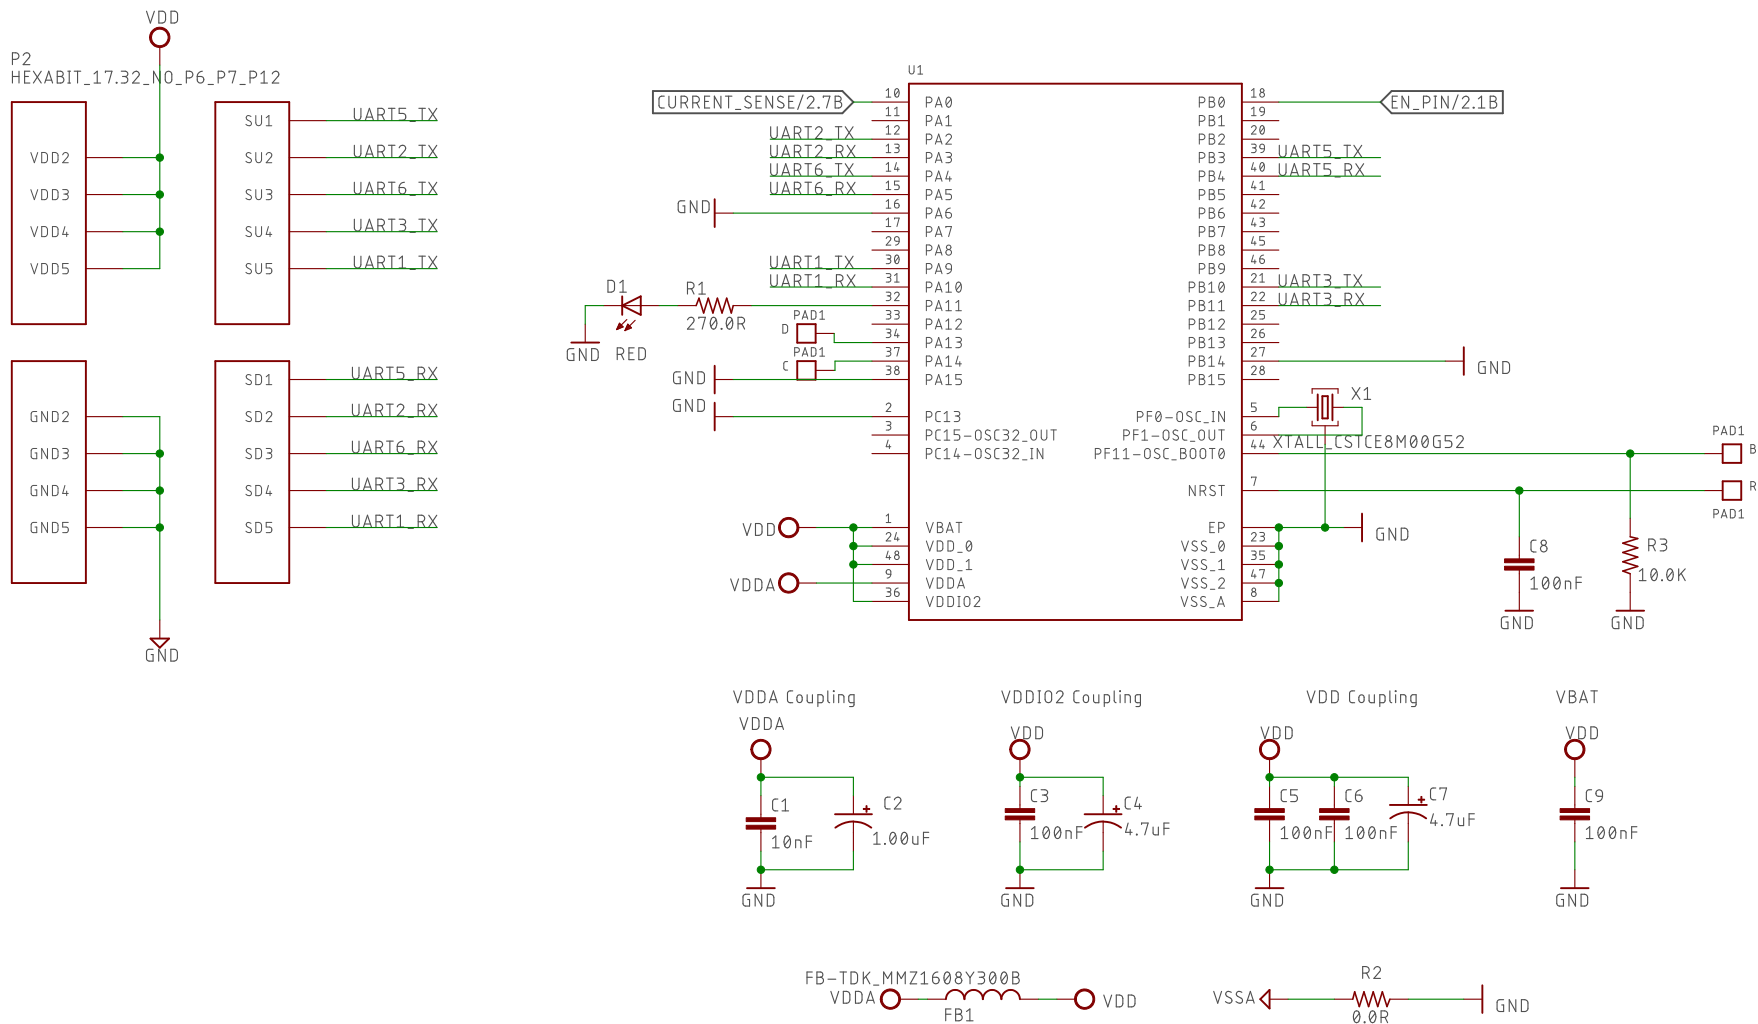 VDD
P2
HEXABIT_17.32_NO_P6_P7_P12
VDD2
VDD3
VDD4
VDD5
SU1 UART5_TX
SU2 UART2_TX
SU3 UART6_TX
SU4 UART3_TX
SU5 UART1_TX
GND2
GND3
GND4
GND5
SD1 UART5_RX
SD2 UART2_RX
SD3 UART6_RX
SD4 UART3_RX
SD5 UART1_RX
GND
U1
CURRENT_SENSE/2.7B 10 PA0
11 PA1
UART2_TX 12 PA2
UART2_RX 13 PA3
UART6_TX 14 PA4
UART6_RX 15 PA5
GND 16 PA6
17 PA7
29 PA8
UART1_TX 30 PA9
UART1_RX 31 PA10
32 PA11
33 PA12
34 PA13
37 PA14
GND 38 PA15
GND 2 PC13
3 PC15-OSC32_OUT
4 PC14-OSC32_IN
VDD 1 VBAT
24 VDD_0
48 VDD_1
VDDA 9 VDDA
36 VDDIO2
D1
RED
GND
R1
270.0R
PAD1
D
PAD1
C
PB0 18 EN_PIN/2.1B
PB1 19
PB2 20
PB3 39 UART5_TX
PB4 40 UART5_RX
PB5 41
PB6 42
PB7 43
PB8 45
PB9 46
PB10 21 UART3_TX
PB11 22 UART3_RX
PB12 25
PB13 26
PB14 27 GND
PB15 28
PF0-OSC_IN 5
PF1-OSC_OUT 6
PF11-OSC_BOOT0 44
NRST 7
EP GND
VSS_0 23
VSS_1 35
VSS_2 47
VSS_A 8
X1
XTALL_CSTCE8M00G52
PAD1
B
R
PAD1
C8
100nF
GND
R3
10.0K
GND
VDDA Coupling
VDDA
C1
10nF
C2
1.00uF
GND
VDDIO2 Coupling
VDD
C3
100nF
C4
4.7uF
GND
VDD Coupling
VDD
C5
100nF
C6
100nF
C7
4.7uF
GND
VBAT
VDD
C9
100nF
GND
FB-TDK_MMZ1608Y300B
VDDA
VDD
FB1
R2
VSSA
GND
0.0R